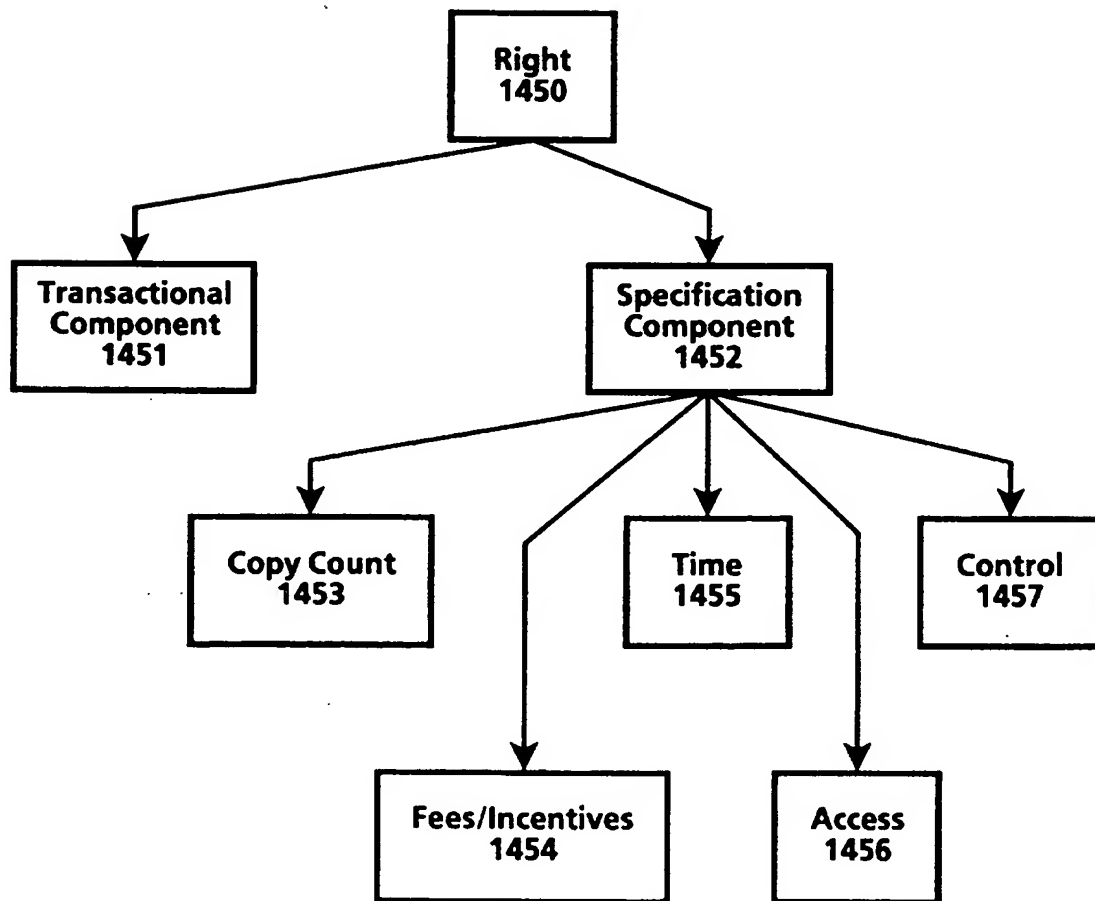 Right
1450
Transactional
Component
1451
Specification
Component
1452
Copy Count
1453
Time
1455
Control
1457
Fees/Incentives
1454
Access
1456